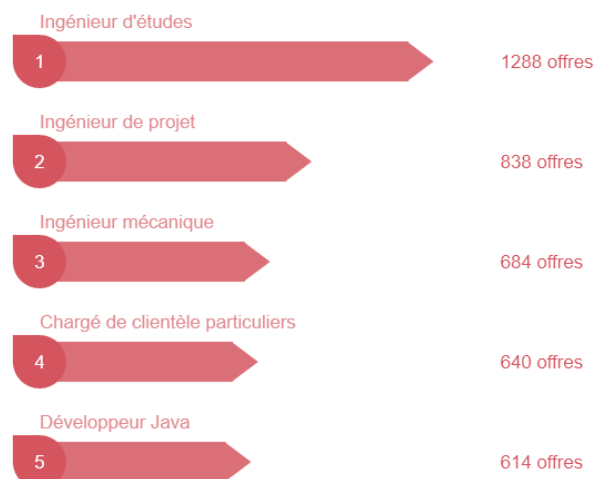 Ingénieur d'études
1 1288 offres
Ingénieur de projet
2 838 offres
Ingénieur mécanique
3 684 offres
Chargé de clientèle particuliers
4 640 offres
Développeur Java
5 614 offres